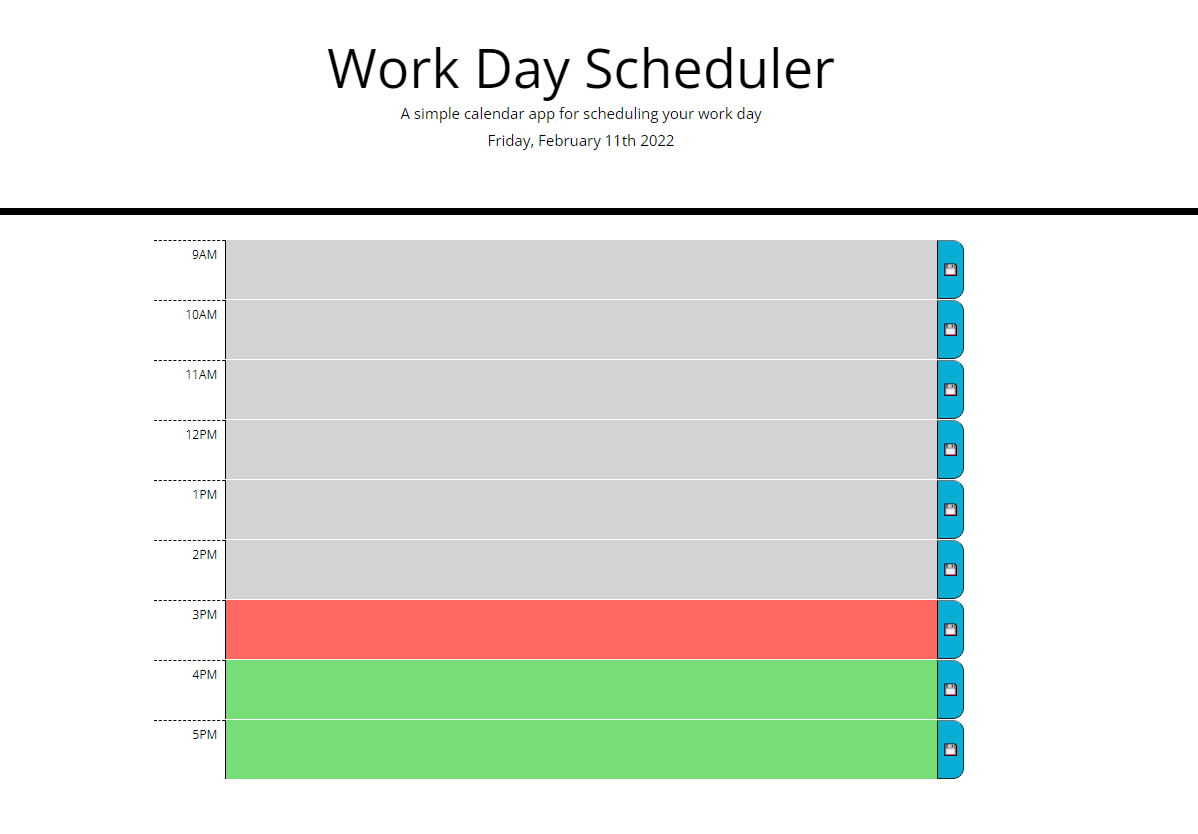 Work Day Scheduler
A simple calendar app for scheduling your work day
Friday, February 11th 2022
9AM
10AM
11AM
12PM
1PM
2PM
3PM
4PM
5PM